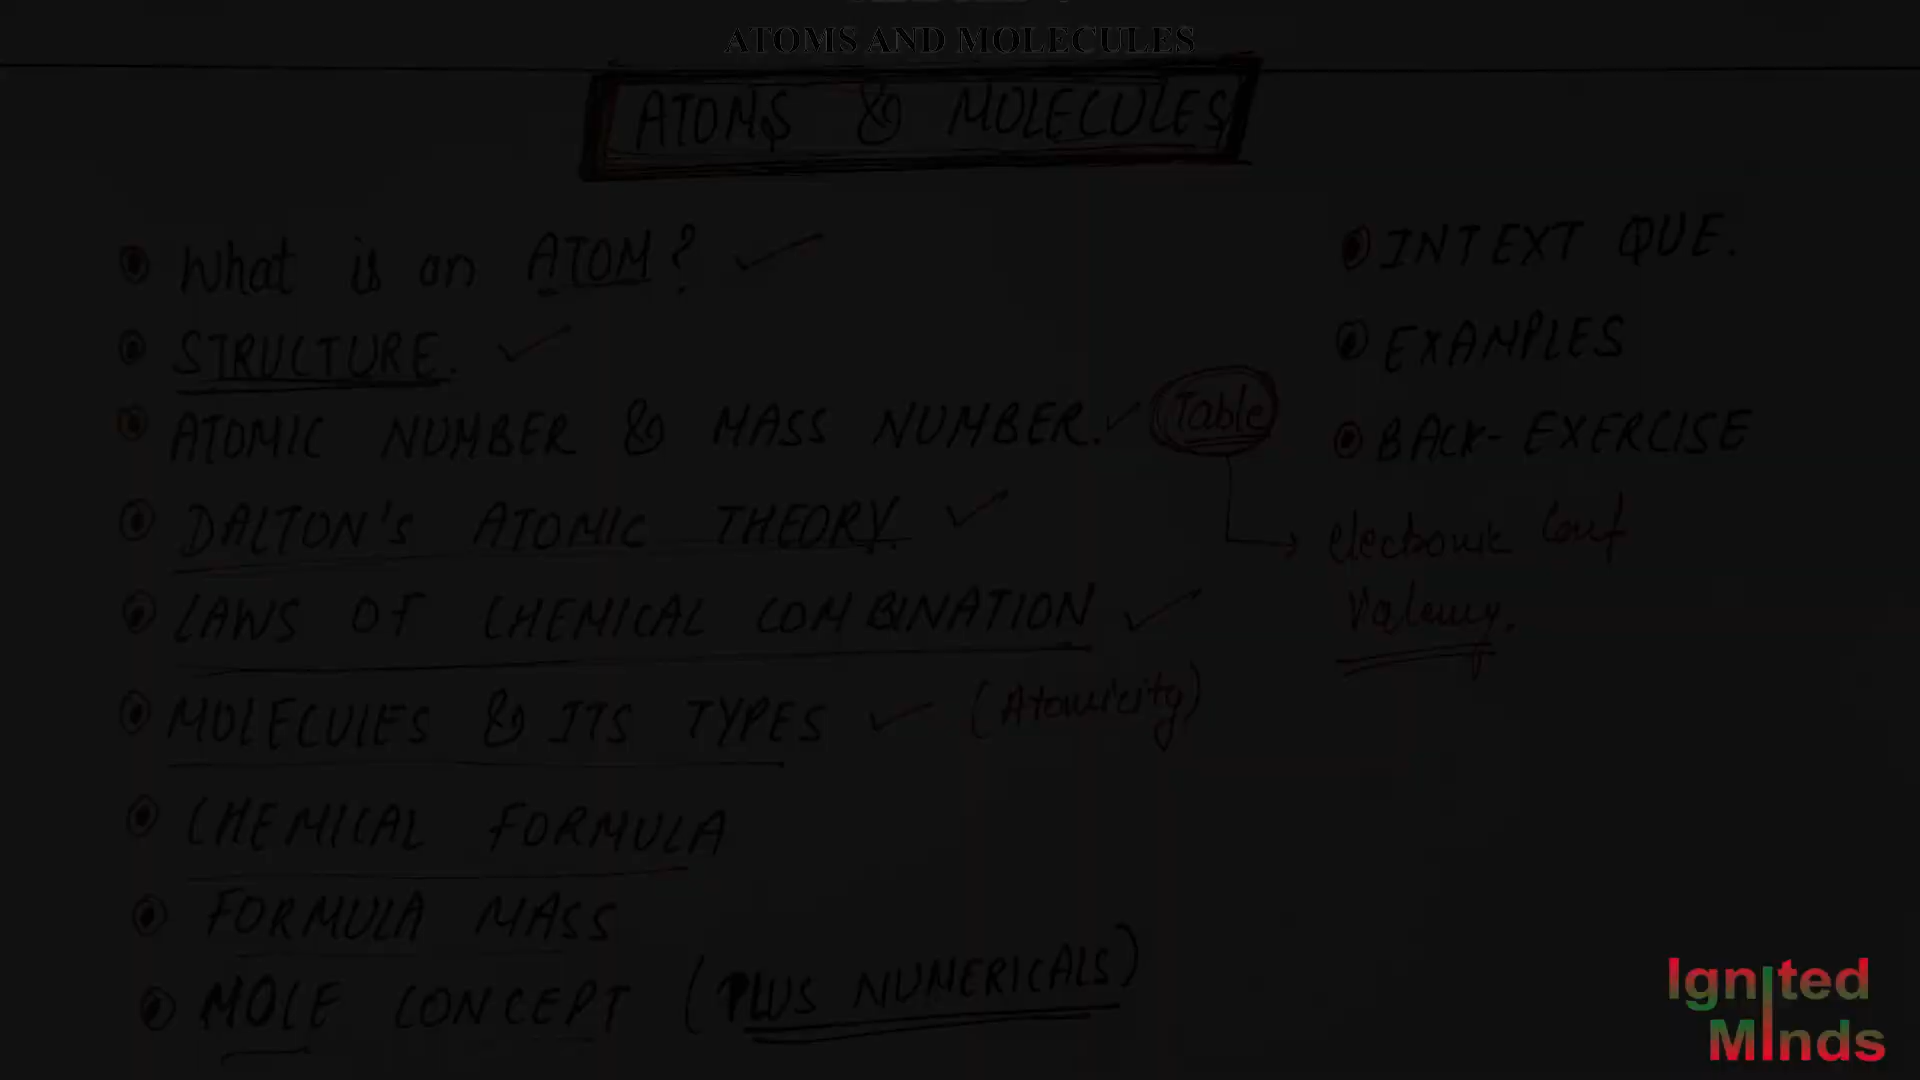 ATOMS AND MOLECULES
ATOMS & MOLECULES
What is an ATOM?
STRUCTURE.
ATOMIC NUMBER & MASS NUMBER. Table
DALTON'S ATOMIC THEORY.
LAWS OF CHEMICAL COMBINATION
MOLECULES & ITS TYPES (Atomicity)
CHEMICAL FORMULA
FORMULA MASS
MOLE CONCEPT (PLUS NUMERICALS)
INTEXT QUE.
EXAMPLES
BACK-EXERCISE
electronic Conf
Valency.
Ignited
Minds